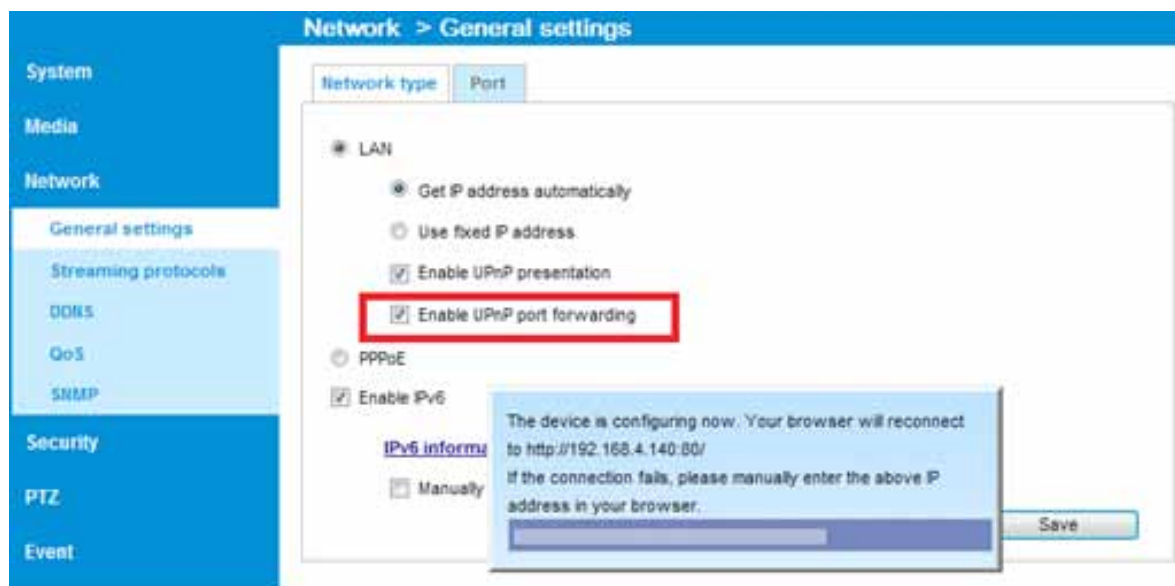 Network > General settings
System
Media
Network
General settings
Streaming protocols
DDNS
QoS
SNMP
Security
PTZ
Event
Network type
Port
LAN
Get IP address automatically
Use fixed IP address
Enable UPnP presentation
Enable UPnP port forwarding
PPPoE
Enable IPv6
IPv6 informa
Manually
The device is configuring now. Your browser will reconnect
to http://192.168.4.140:80/
If the connection fails, please manually enter the above IP
address in your browser.
Save